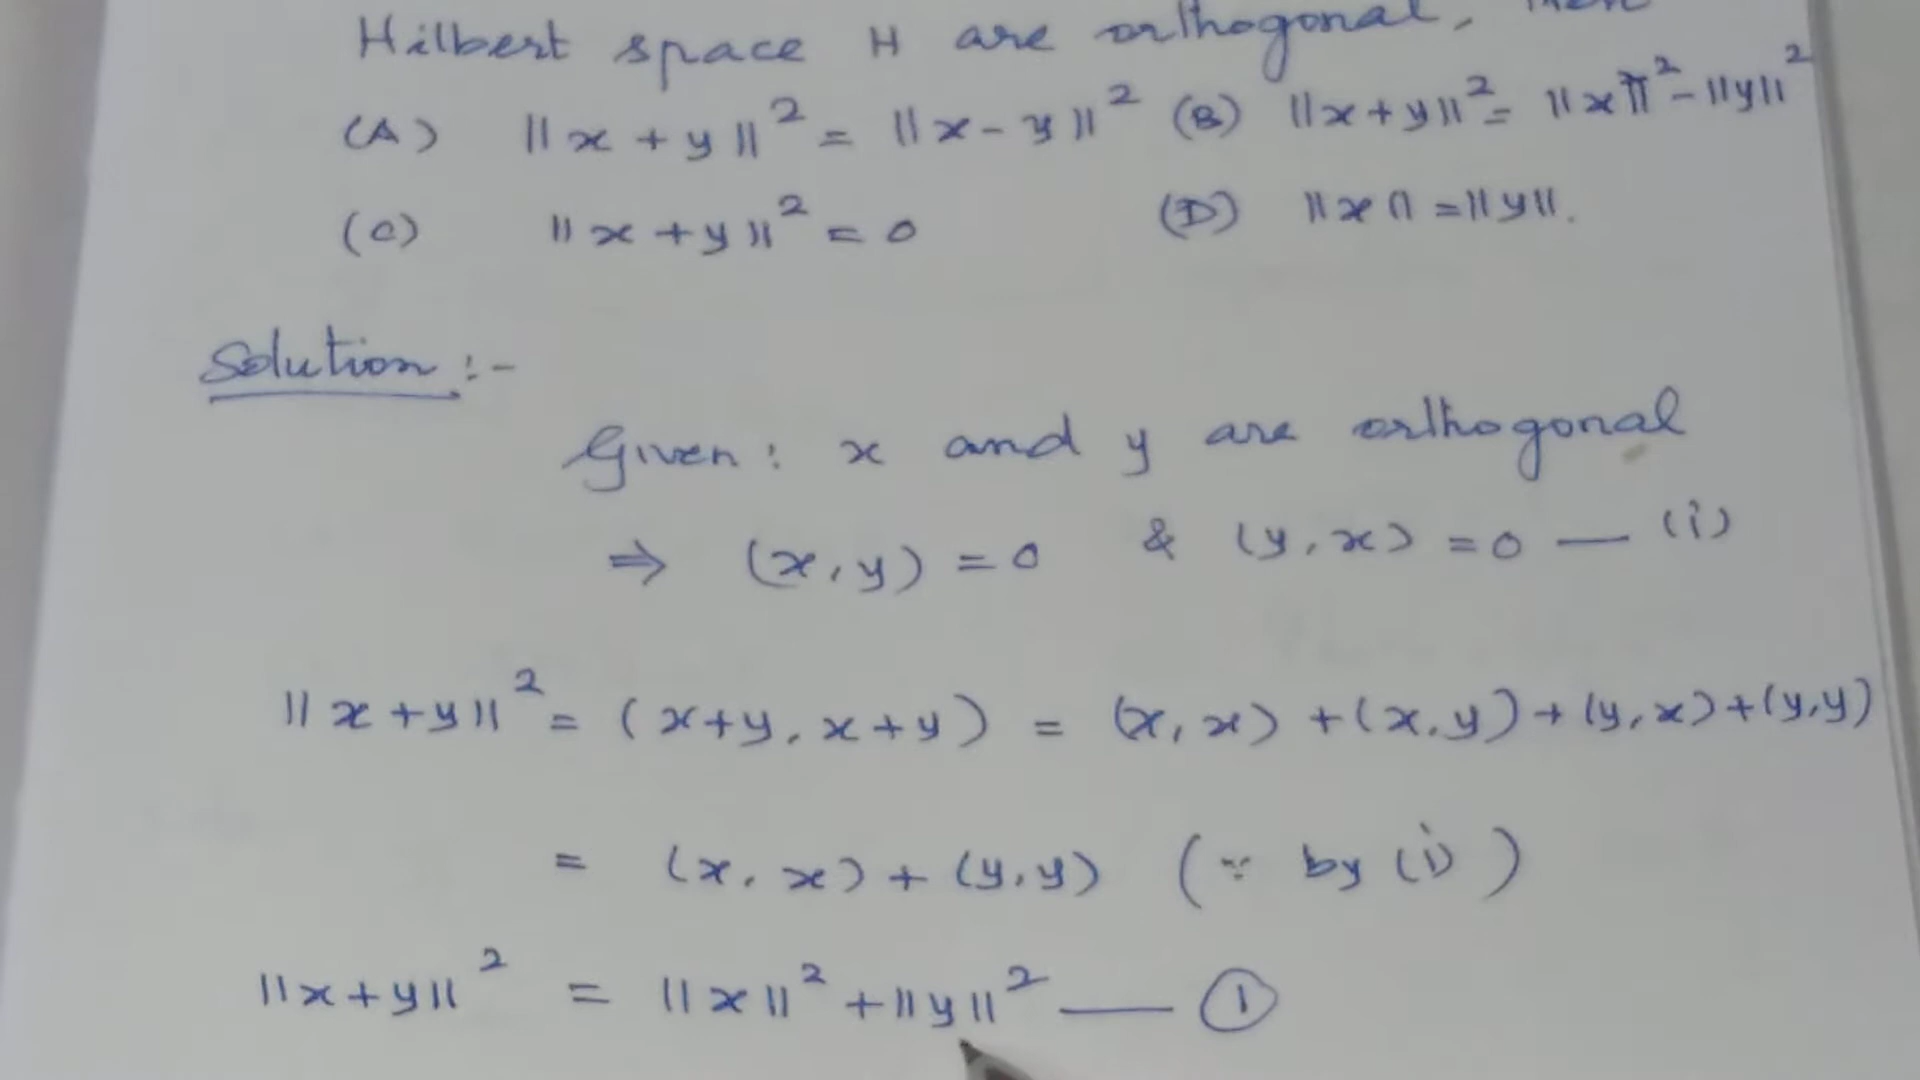 Hilbert space H are orthogonal, then
(A) ||x + y||² = ||x - y||² (B) ||x + y||² = ||x||² - ||y||²
(C) ||x + y||² = 0 (D) ||x|| = ||y||.
Solution :-
Given : x and y are orthogonal
⇒ (x, y) = 0 & (y, x) = 0 — (i)
||x + y||² = (x+y, x+y) = (x, x) + (x, y) + (y, x) + (y, y)
= (x, x) + (y, y) (∵ by (i))
||x + y||² = ||x||² + ||y||² — ①